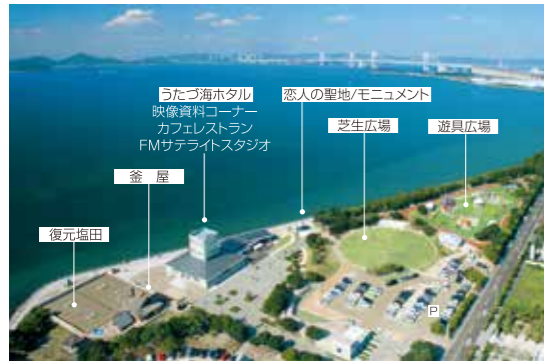 うたづ海ホタル
映像資料コーナー
カフェレストラン
FMサテライトスタジオ
恋人の聖地/モニュメント
芝生広場
遊具広場
釜　屋
復元塩田
P